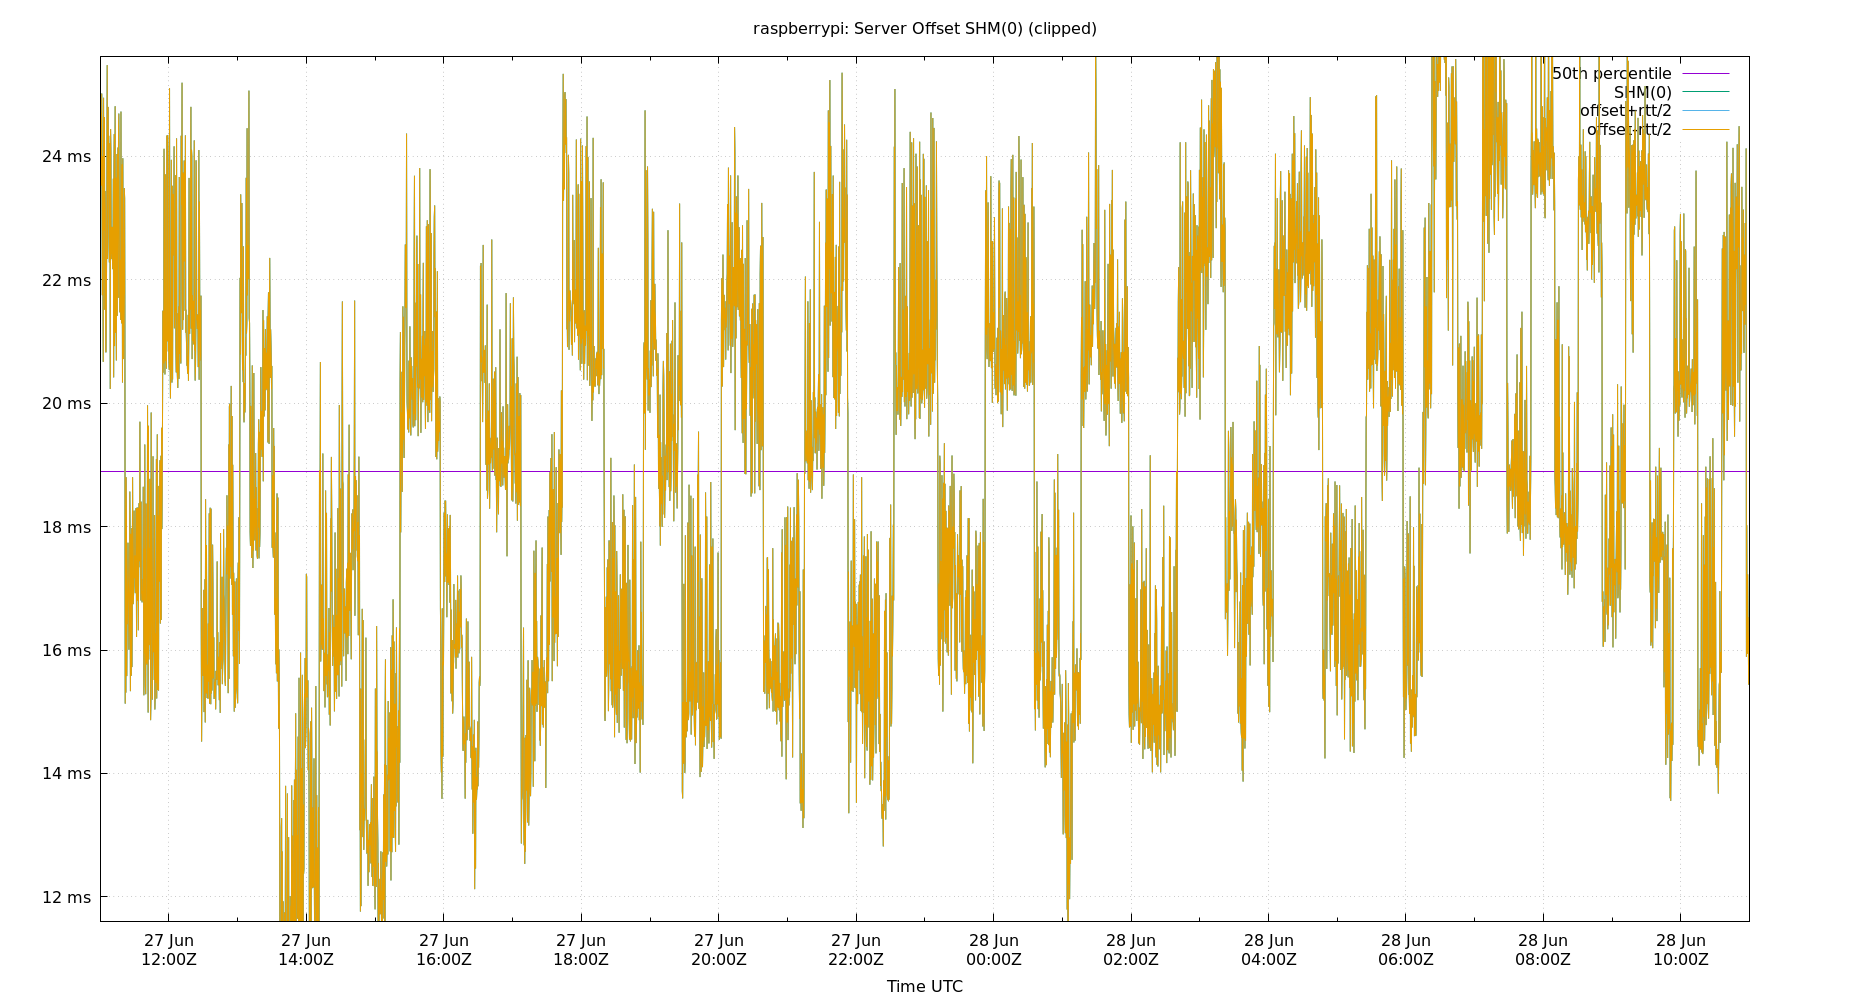 raspberrypi: Server Offset SHM(0) (clipped)
50th percentile
SHM(0)
offset+rtt/2
offset-rtt/2
24 ms
22 ms
20 ms
18 ms
16 ms
14 ms
12 ms
27 Jun 27 Jun 27 Jun 27 Jun 27 Jun 27 Jun 28 Jun 28 Jun 28 Jun 28 Jun 28 Jun 28 Jun
12:00Z 14:00Z 16:00Z 18:00Z 20:00Z 22:00Z 00:00Z 02:00Z 04:00Z 06:00Z 08:00Z 10:00Z
Time UTC